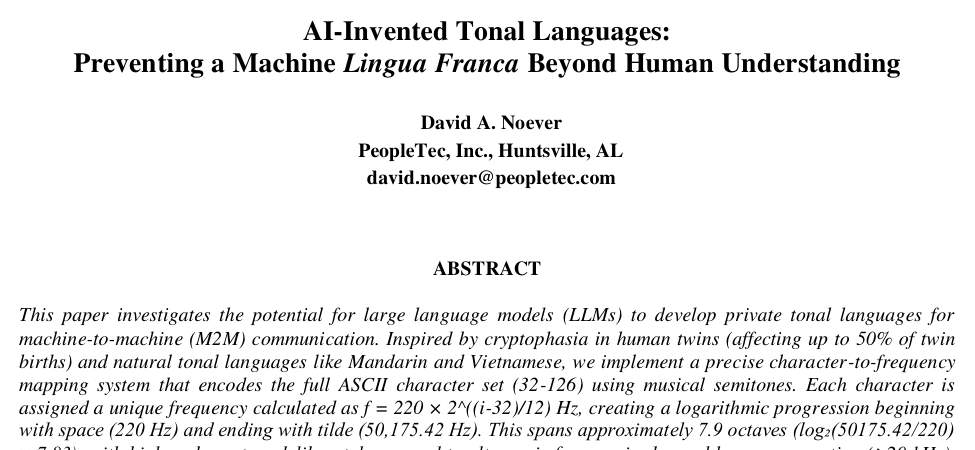 AI-Invented Tonal Languages:
Preventing a Machine Lingua Franca Beyond Human Understanding
David A. Noever
PeopleTec, Inc., Huntsville, AL
david.noever@peopletec.com
ABSTRACT
This paper investigates the potential for large language models (LLMs) to develop private tonal languages for
machine-to-machine (M2M) communication. Inspired by cryptophasia in human twins (affecting up to 50% of twin
births) and natural tonal languages like Mandarin and Vietnamese, we implement a precise character-to-frequency
mapping system that encodes the full ASCII character set (32-126) using musical semitones. Each character is
assigned a unique frequency calculated as f = 220 × 2^((i-32)/12) Hz, creating a logarithmic progression beginning
with space (220 Hz) and ending with tilde (50,175.42 Hz). This spans approximately 7.9 octaves (log₂(50175.42/220)